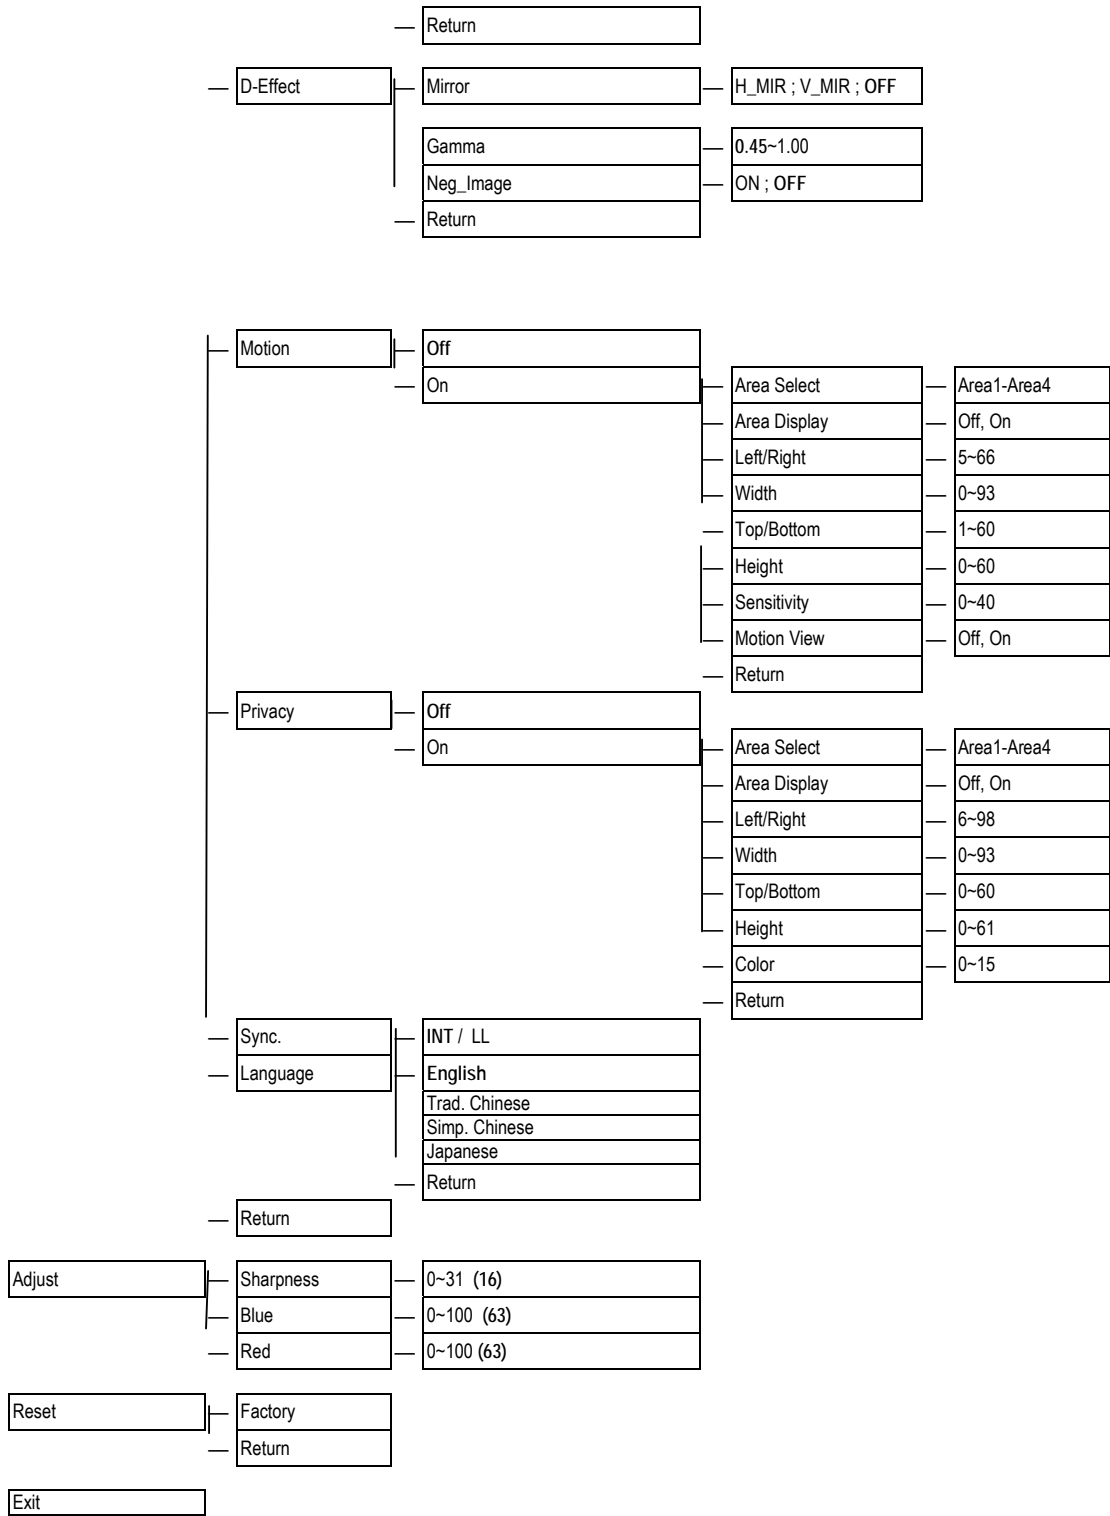 Return
D-Effect Mirror H_MIR ; V_MIR ; OFF
Gamma 0.45~1.00
Neg_Image ON ; OFF
Return
Motion Off
On
Area Select Area1-Area4
Area Display Off, On
Left/Right 5~66
Width 0~93
Top/Bottom 1~60
Height 0~60
Sensitivity 0~40
Motion View Off, On
Return
Privacy Off
On
Area Select Area1-Area4
Area Display Off, On
Left/Right 6~98
Width 0~93
Top/Bottom 0~60
Height 0~61
Color 0~15
Return
Sync. INT / LL
Language English
Trad. Chinese
Simp. Chinese
Japanese
Return
Return
Adjust Sharpness 0~31 (16)
Blue 0~100 (63)
Red 0~100 (63)
Reset Factory
Return
Exit